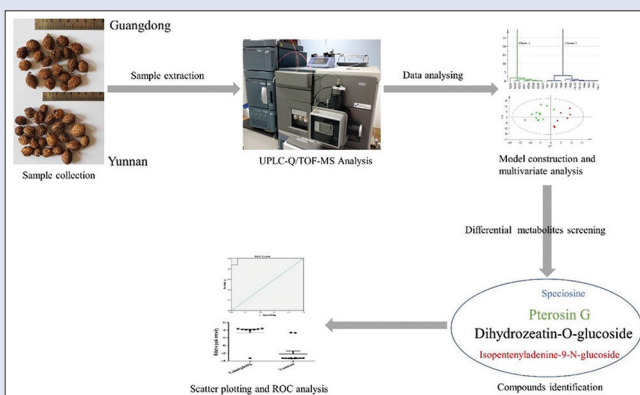 Guangdong
Yunnan
Sample collection
Sample extraction
UPLC-Q/TOF-MS Analysis
Data analysing
Model construction and
multivariate analysis
Differential metabolites screening
Speciosine
Pterosin G
Dihydrozeatin-O-glucoside
Isopentenyladenine-9-N-glucoside
Compounds identification
Scatter plotting and ROC analysis